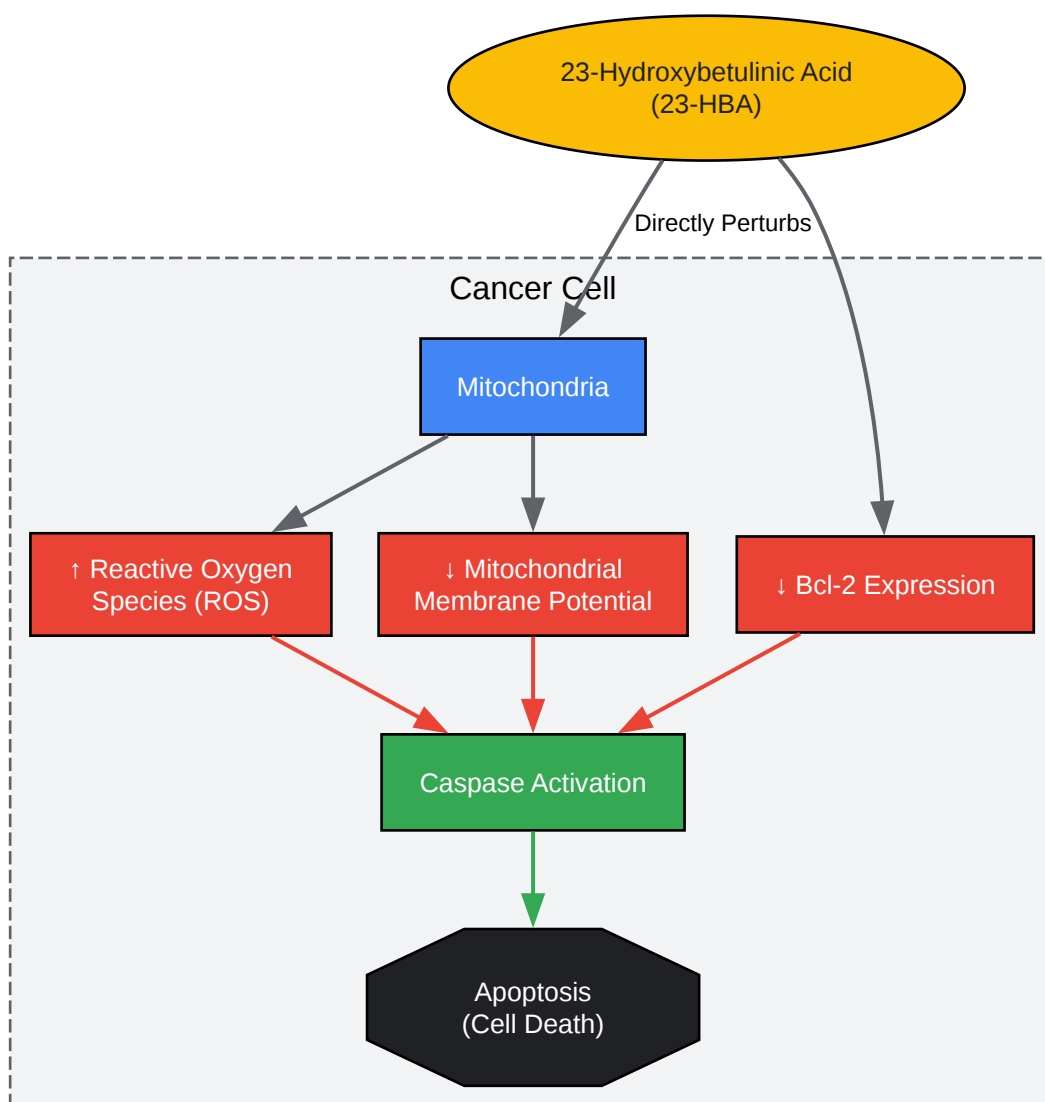 23-Hydroxybetulinic Acid
(23-HBA)
Directly Perturbs
Cancer Cell
Mitochondria
↑ Reactive Oxygen
Species (ROS)
↓ Mitochondrial
Membrane Potential
↓ Bcl-2 Expression
Caspase Activation
Apoptosis
(Cell Death)